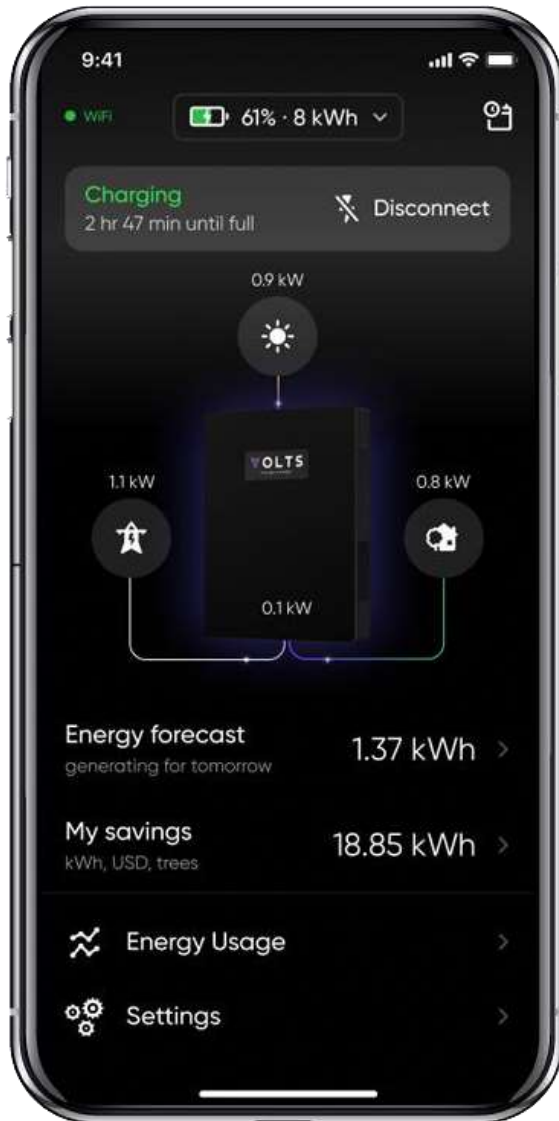 9:41
WiFi
61% · 8 kWh
Charging
2 hr 47 min until full
Disconnect
0.9 kW
VOLTS
1.1 kW
0.8 kW
0.1 kW
Energy forecast
generating for tomorrow
1.37 kWh
My savings
kWh, USD, trees
18.85 kWh
Energy Usage
Settings